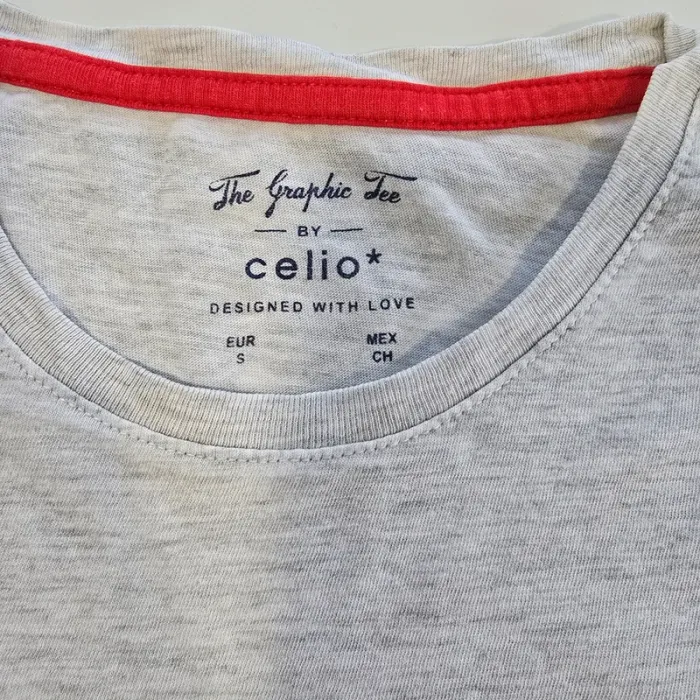 The Graphic Tee
— BY —
celio*
DESIGNED WITH LOVE
EUR MEX
S CH